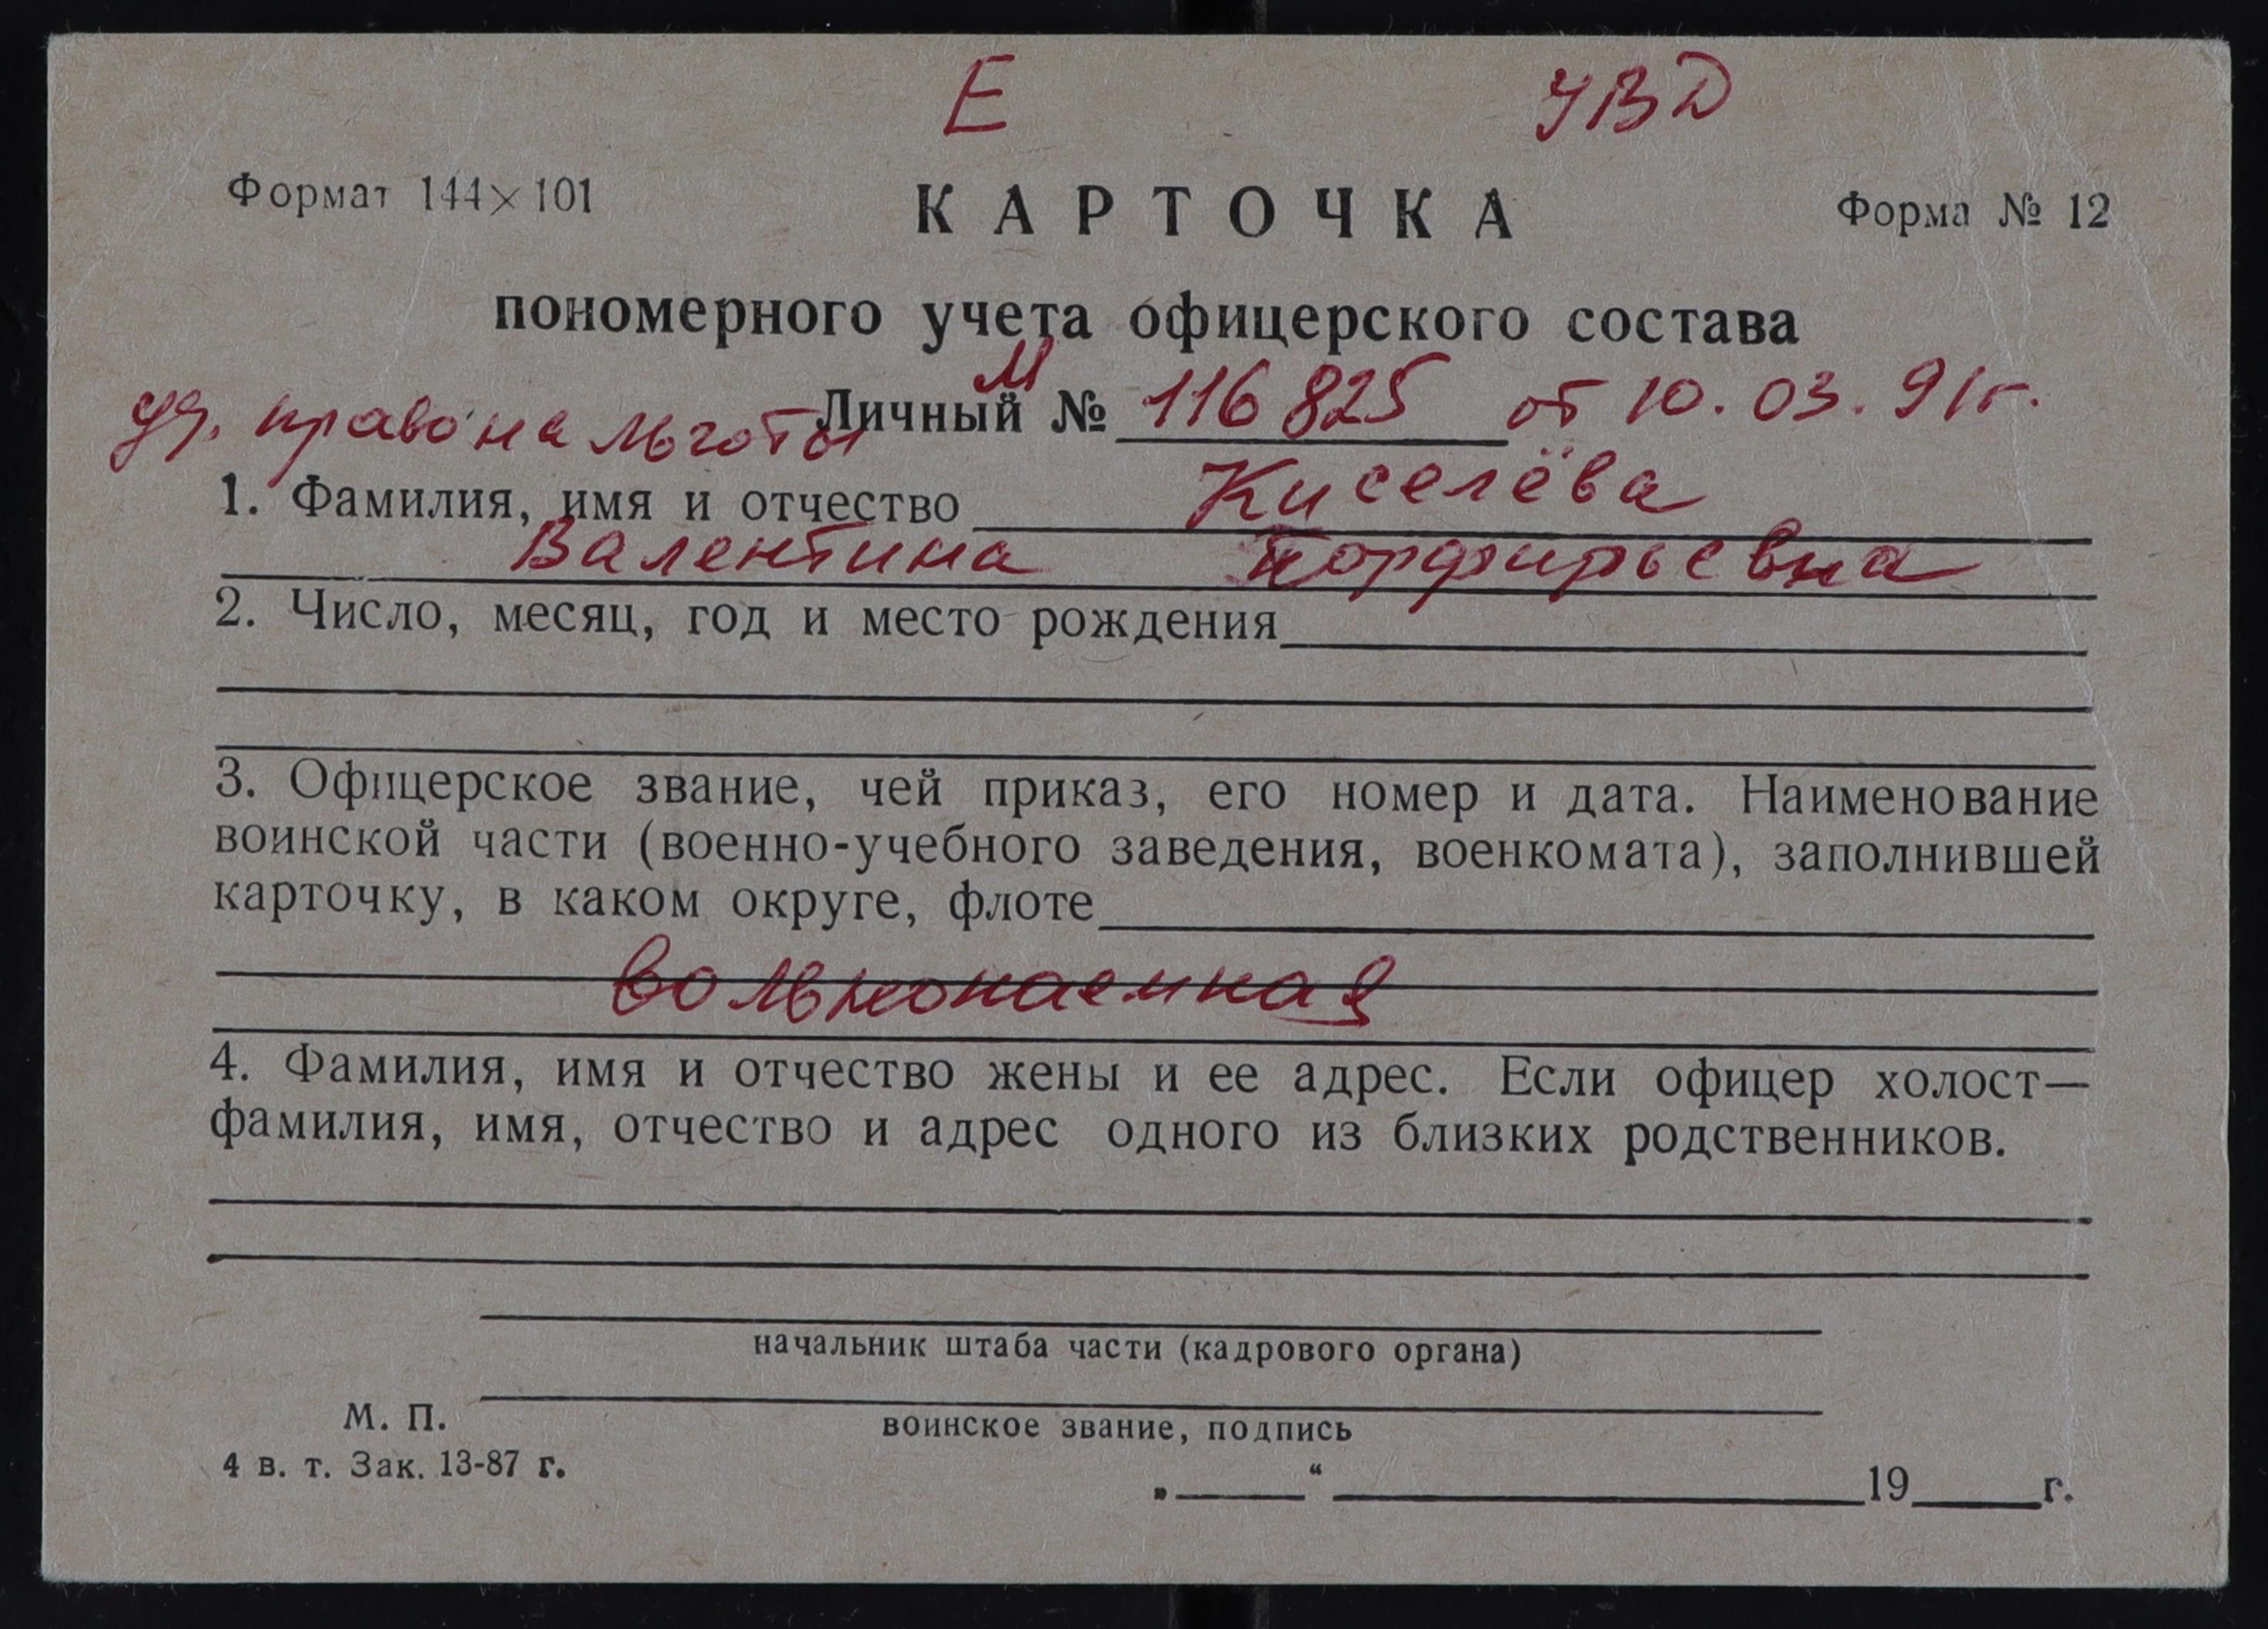 Е УВД
Формат 144×101 КАРТОЧКА Форма № 12
пономерного учета офицерского состава
уд. право на льготы Личный № М 116825 от 10.03.91г.
1. Фамилия, имя и отчество Киселёва
Валентина Порфирьевна
2. Число, месяц, год и место рождения
3. Офицерское звание, чей приказ, его номер и дата. Наименование
воинской части (военно-учебного заведения, военкомата), заполнившей
карточку, в каком округе, флоте
вольнонаемная
4. Фамилия, имя и отчество жены и ее адрес. Если офицер холост—
фамилия, имя, отчество и адрес одного из близких родственников.
начальник штаба части (кадрового органа)
М. П.
воинское звание, подпись
4 в. т. Зак. 13-87 г.
„ “ 19 г.